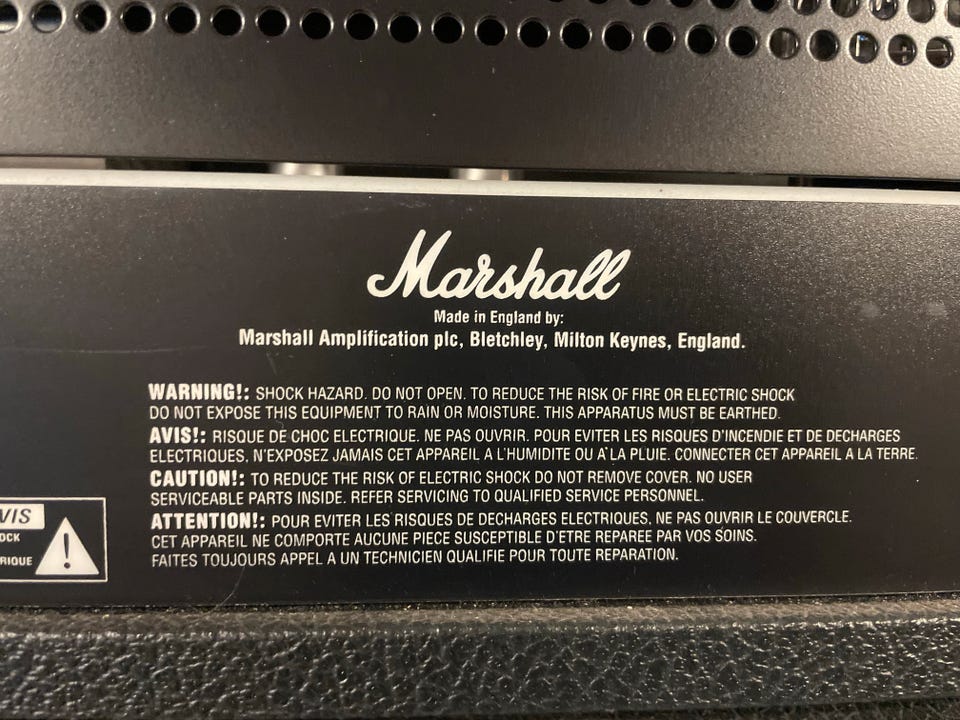 Marshall
Made in England by:
Marshall Amplification plc, Bletchley, Milton Keynes, England.
WARNING!: SHOCK HAZARD. DO NOT OPEN. TO REDUCE THE RISK OF FIRE OR ELECTRIC SHOCK
DO NOT EXPOSE THIS EQUIPMENT TO RAIN OR MOISTURE. THIS APPARATUS MUST BE EARTHED.
AVIS!: RISQUE DE CHOC ELECTRIQUE. NE PAS OUVRIR. POUR EVITER LES RISQUES D'INCENDIE ET DE DECHARGES
ELECTRIQUES, N'EXPOSEZ JAMAIS CET APPAREIL A L'HUMIDITE OU A LA PLUIE. CONNECTER CET APPAREIL A LA TERRE.
CAUTION!: TO REDUCE THE RISK OF ELECTRIC SHOCK DO NOT REMOVE COVER. NO USER
SERVICEABLE PARTS INSIDE. REFER SERVICING TO QUALIFIED SERVICE PERSONNEL.
ATTENTION!: POUR EVITER LES RISQUES DE DECHARGES ELECTRIQUES, NE PAS OUVRIR LE COUVERCLE.
CET APPAREIL NE COMPORTE AUCUNE PIECE SUSCEPTIBLE D'ETRE REPAREE PAR VOS SOINS.
FAITES TOUJOURS APPEL A UN TECHNICIEN QUALIFIE POUR TOUTE REPARATION.
VIS
OCK
RIQUE
!